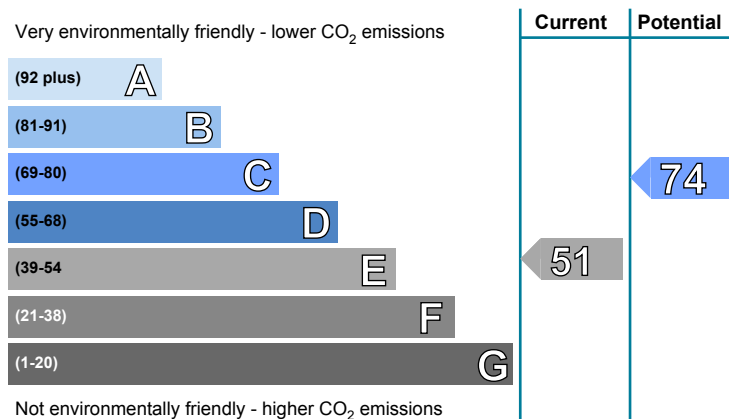 Current Potential
Very environmentally friendly - lower CO2 emissions
(92 plus) A
(81-91) B
(69-80) C
74
(55-68) D
(39-54 E
51
(21-38) F
(1-20) G
Not environmentally friendly - higher CO2 emissions